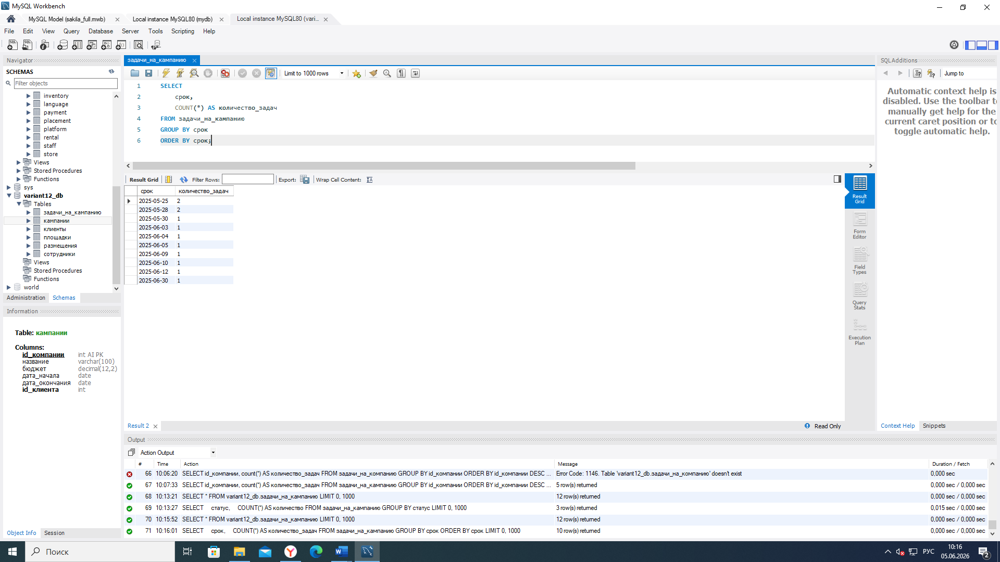 MySQL Workbench
MySQL Model (sakila_full.mwb)
Local instance MySQL80 (mydb)
Local instance MySQL80 (vari...
File Edit View Query Database Server Tools Scripting Help
Navigator
SCHEMAS
Filter objects
inventory
language
payment
placement
platform
rental
staff
store
Views
Stored Procedures
Functions
sys
variant12_db
Tables
задачи_на_кампанию
кампании
клиенты
площадки
размещения
сотрудники
Views
Stored Procedures
Functions
world
Administration Schemas
Information
Table: кампании
Columns:
id_компании int AI PK
название varchar(100)
бюджет decimal(12,2)
дата_начала date
дата_окончания date
id_клиента int
Object Info Session
задачи_на_кампанию
Limit to 1000 rows
1 SELECT
2 срок,
3 COUNT(*) AS количество_задач
4 FROM задачи_на_кампанию
5 GROUP BY срок
6 ORDER BY срок;
Result Grid Filter Rows: Export: Wrap Cell Content:
срок количество_задач
2025-05-25 2
2025-05-28 2
2025-05-30 1
2025-06-03 1
2025-06-04 1
2025-06-05 1
2025-06-09 1
2025-06-10 1
2025-06-12 1
2025-06-30 1
Result Grid
Form Editor
Field Types
Query Stats
Execution Plan
Result 2
Read Only
SQLAdditions
Jump to
Automatic context help is
disabled. Use the toolbar to
manually get help for the
current caret position or to
toggle automatic help.
Context Help Snippets
Output
Action Output
# Time Action Message Duration / Fetch
66 10:06:20 SELECT id_компании, count(*) AS количество_задач FROM задачи_на_компанию GROUP BY id_компании ORDER BY id_компании DESC ... Error Code: 1146. Table 'variant12_db.задачи_на_компанию' doesn't exist 0,000 sec
67 10:07:33 SELECT id_компании, count(*) AS количество_задач FROM задачи_на_кампанию GROUP BY id_компании ORDER BY id_компании DESC ... 5 row(s) returned 0,000 sec / 0,000 sec
68 10:13:21 SELECT * FROM variant12_db.задачи_на_кампанию LIMIT 0, 1000 12 row(s) returned 0,000 sec / 0,000 sec
69 10:13:27 SELECT статус, COUNT(*) AS количество FROM задачи_на_кампанию GROUP BY статус LIMIT 0, 1000 3 row(s) returned 0,015 sec / 0,000 sec
70 10:15:52 SELECT * FROM variant12_db.задачи_на_кампанию LIMIT 0, 1000 12 row(s) returned 0,000 sec / 0,000 sec
71 10:16:01 SELECT срок, COUNT(*) AS количество_задач FROM задачи_на_кампанию GROUP BY срок ORDER BY срок LIMIT 0, 1000 10 row(s) returned 0,000 sec / 0,000 sec
Поиск
РУС
10:16
05.06.2026
2